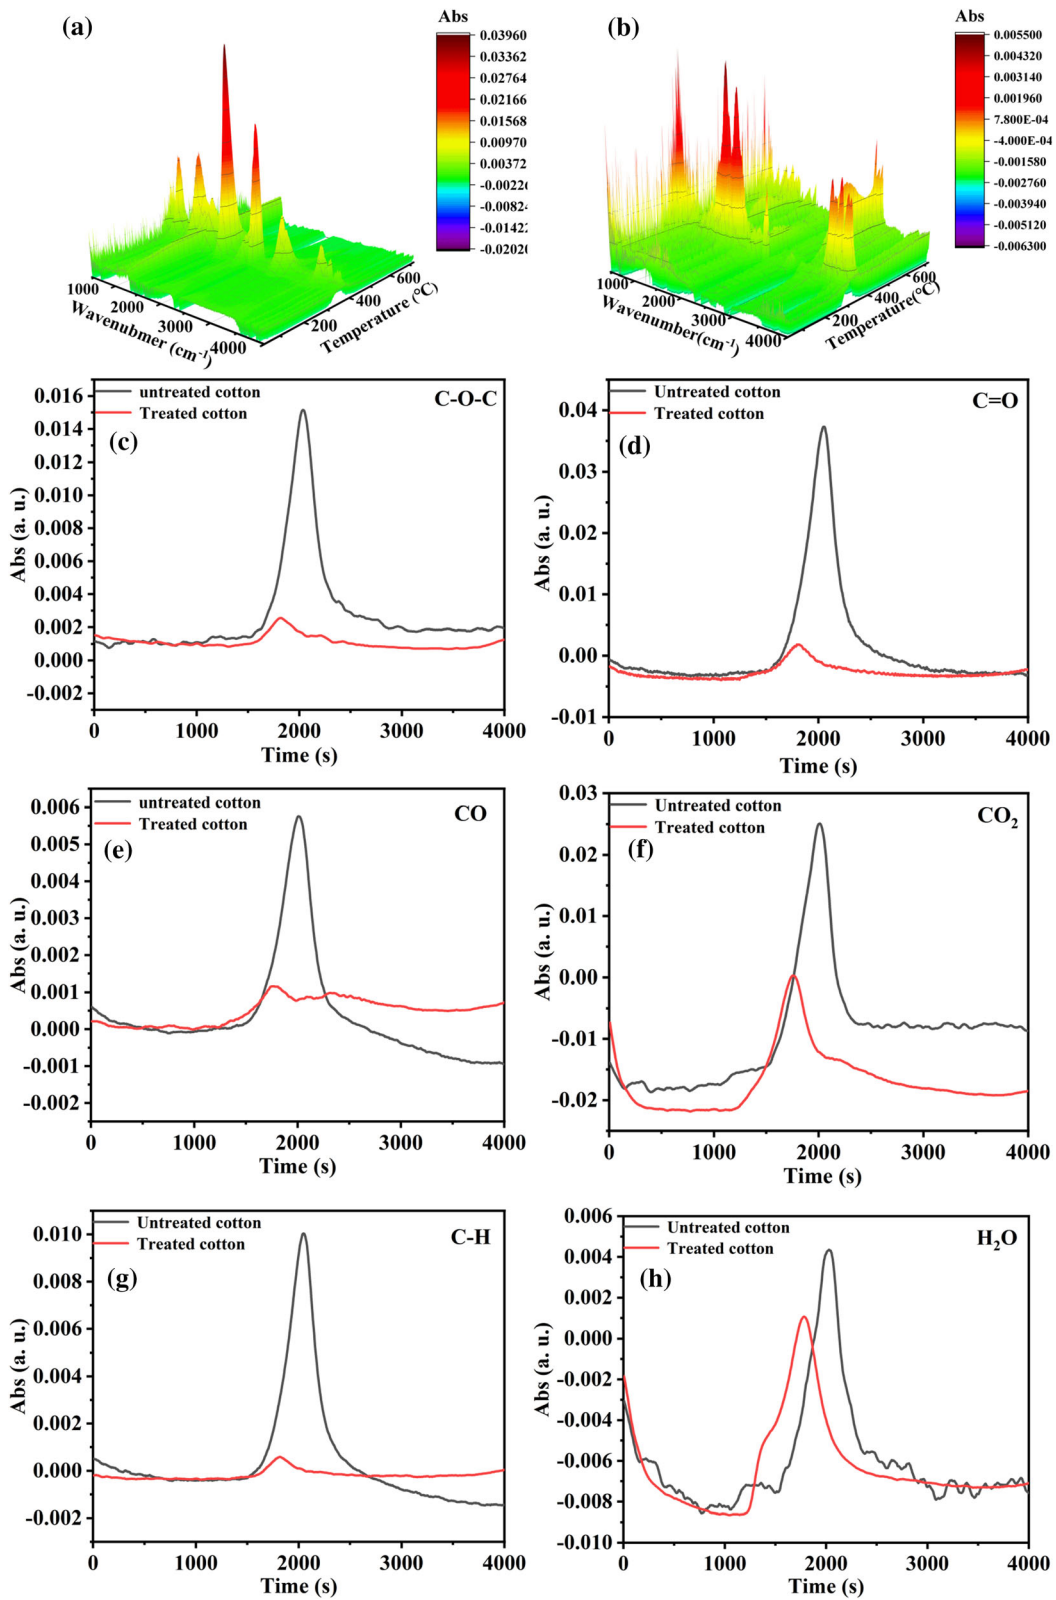 (a)
Abs
0.03960
0.03362
0.02764
0.02166
0.01568
0.00970
0.00372
-0.00226
-0.00824
-0.01422
-0.02020
1000
2000
3000
4000
Wavenubmer (cm-1)
200
400
600
Temperature (℃)
(b)
Abs
0.005500
0.004320
0.003140
0.001960
7.800E-04
-4.000E-04
-0.001580
-0.002760
-0.003940
-0.005120
-0.006300
1000
2000
3000
4000
Wavenumber(cm-1)
200
400
600
Temperature(℃)
untreated cotton
Treated cotton
C-O-C
(c)
0.016
0.014
0.012
0.010
0.008
0.006
0.004
0.002
0.000
-0.002
Abs (a. u.)
0 1000 2000 3000 4000
Time (s)
Untreated cotton
Treated cotton
C=O
(d)
0.04
0.03
0.02
0.01
0.00
-0.01
Abs (a. u.)
0 1000 2000 3000 4000
Time (s)
untreated cotton
Treated cotton
CO
(e)
0.006
0.005
0.004
0.003
0.002
0.001
0.000
-0.001
-0.002
Abs (a. u.)
0 1000 2000 3000 4000
Time (s)
Untreated cotton
Treated cotton
CO2
(f)
0.03
0.02
0.01
0.00
-0.01
-0.02
Abs (a. u.)
0 1000 2000 3000 4000
Time (s)
Untreated cotton
Treated cotton
C-H
(g)
0.010
0.008
0.006
0.004
0.002
0.000
-0.002
Abs (a. u.)
0 1000 2000 3000 4000
Time (s)
Untreated cotton
Treated cotton
H2O
(h)
0.006
0.004
0.002
0.000
-0.002
-0.004
-0.006
-0.008
-0.010
Abs (a. u.)
0 1000 2000 3000 4000
Time (s)